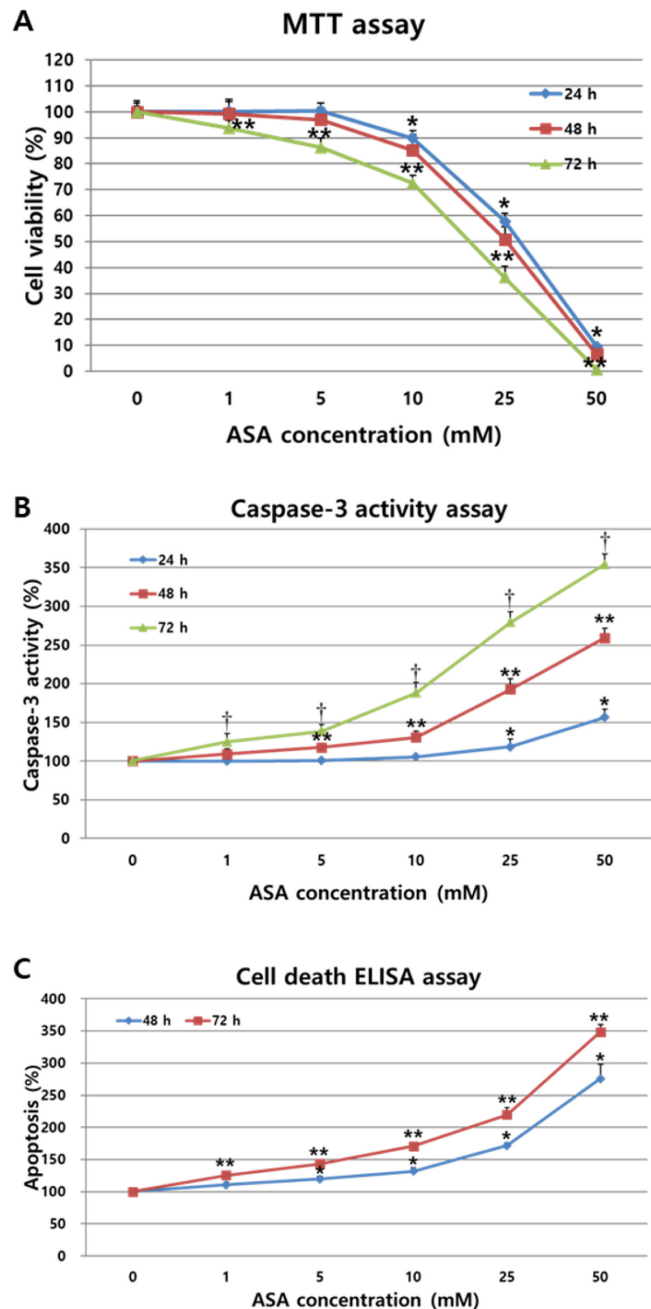 A
MTT assay
120
110
100
90
80
70
60
50
40
30
20
10
0
Cell viability (%)
24 h
48 h
72 h
**
**
*
**
*
**
*
**
0 1 5 10 25 50
ASA concentration (mM)
B
Caspase-3 activity assay
400
350
300
250
200
150
100
50
0
Caspase-3 activity (%)
24 h
48 h
72 h
†
†
†
†
†
**
**
**
**
*
*
0 1 5 10 25 50
ASA concentration (mM)
C
Cell death ELISA assay
400
350
300
250
200
150
100
50
0
Apoptosis (%)
48 h 72 h
**
**
**
**
**
*
*
*
*
0 1 5 10 25 50
ASA concentration (mM)